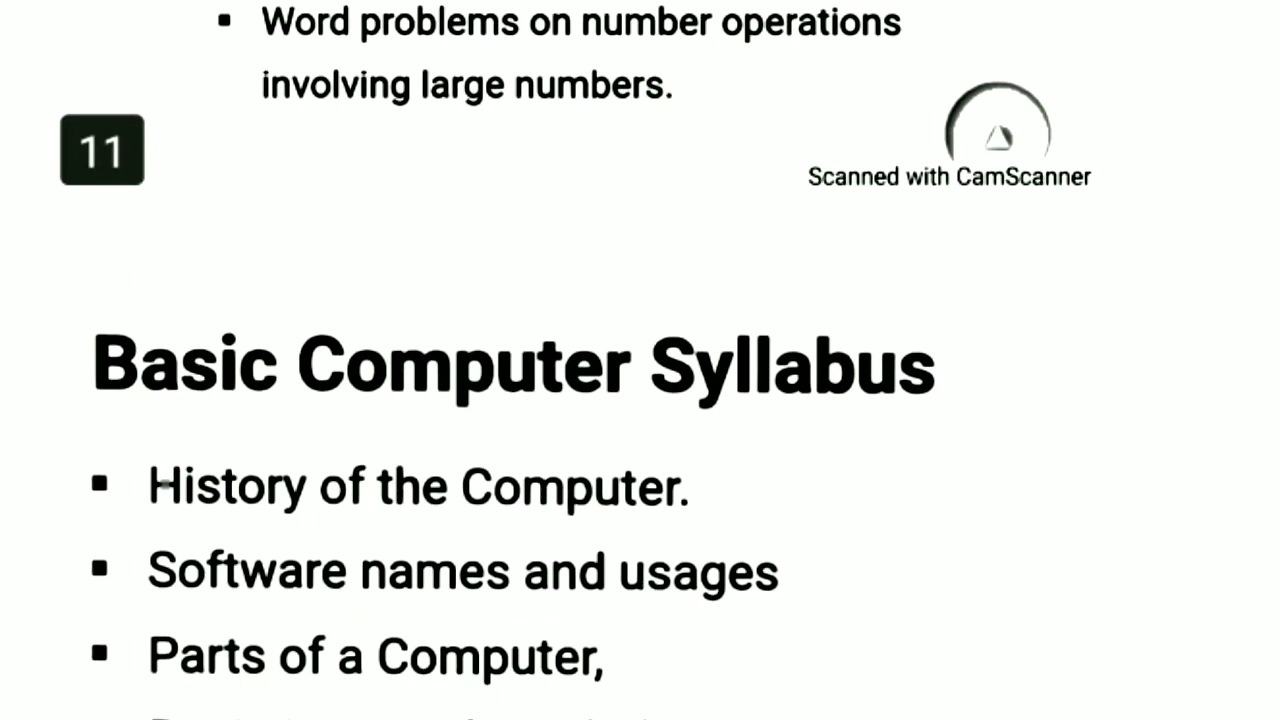 ▪ Word problems on number operations
involving large numbers.
11
Scanned with CamScanner
Basic Computer Syllabus
▪ History of the Computer.
▪ Software names and usages
▪ Parts of a Computer,